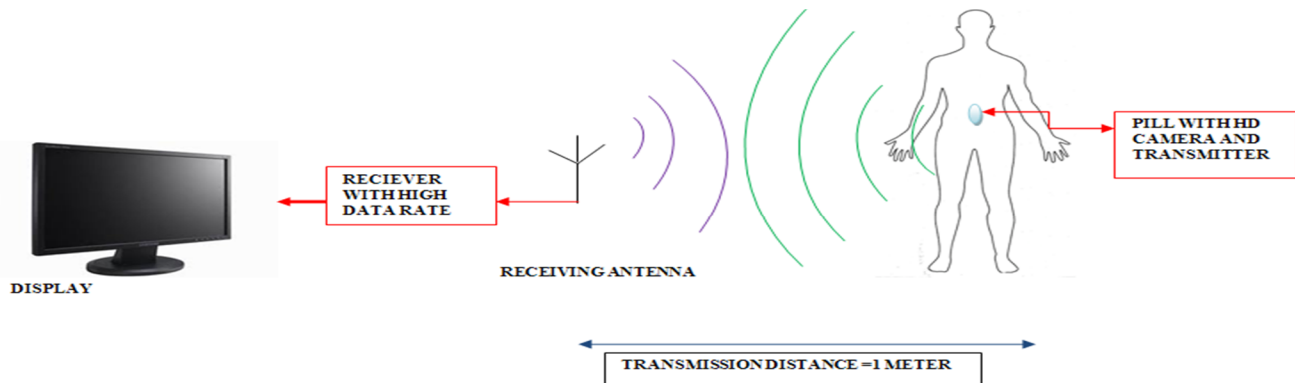 PILL WITH HD
CAMERA AND
TRANSMITTER
RECIEVER
WITH HIGH
DATA RATE
RECEIVING ANTENNA
DISPLAY
TRANSMISSION DISTANCE =1 METER